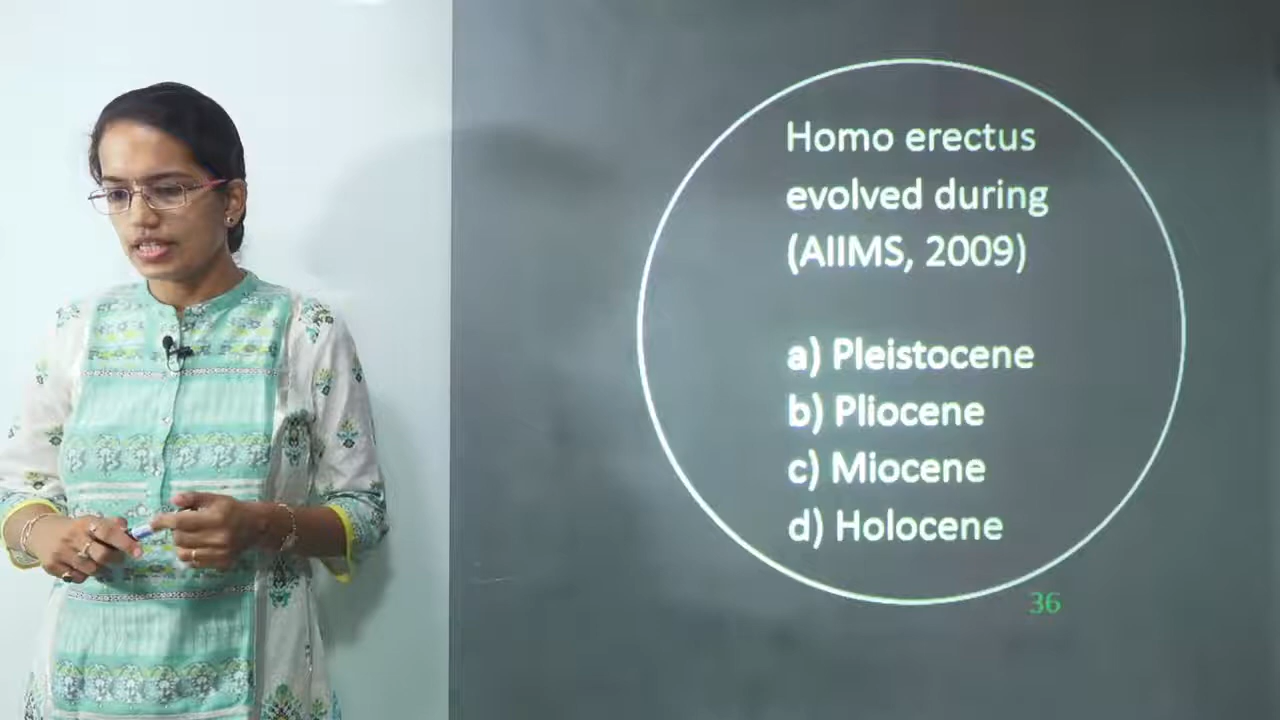 Homo erectus
evolved during
(AIIMS, 2009)
a) Pleistocene
b) Pliocene
c) Miocene
d) Holocene
36